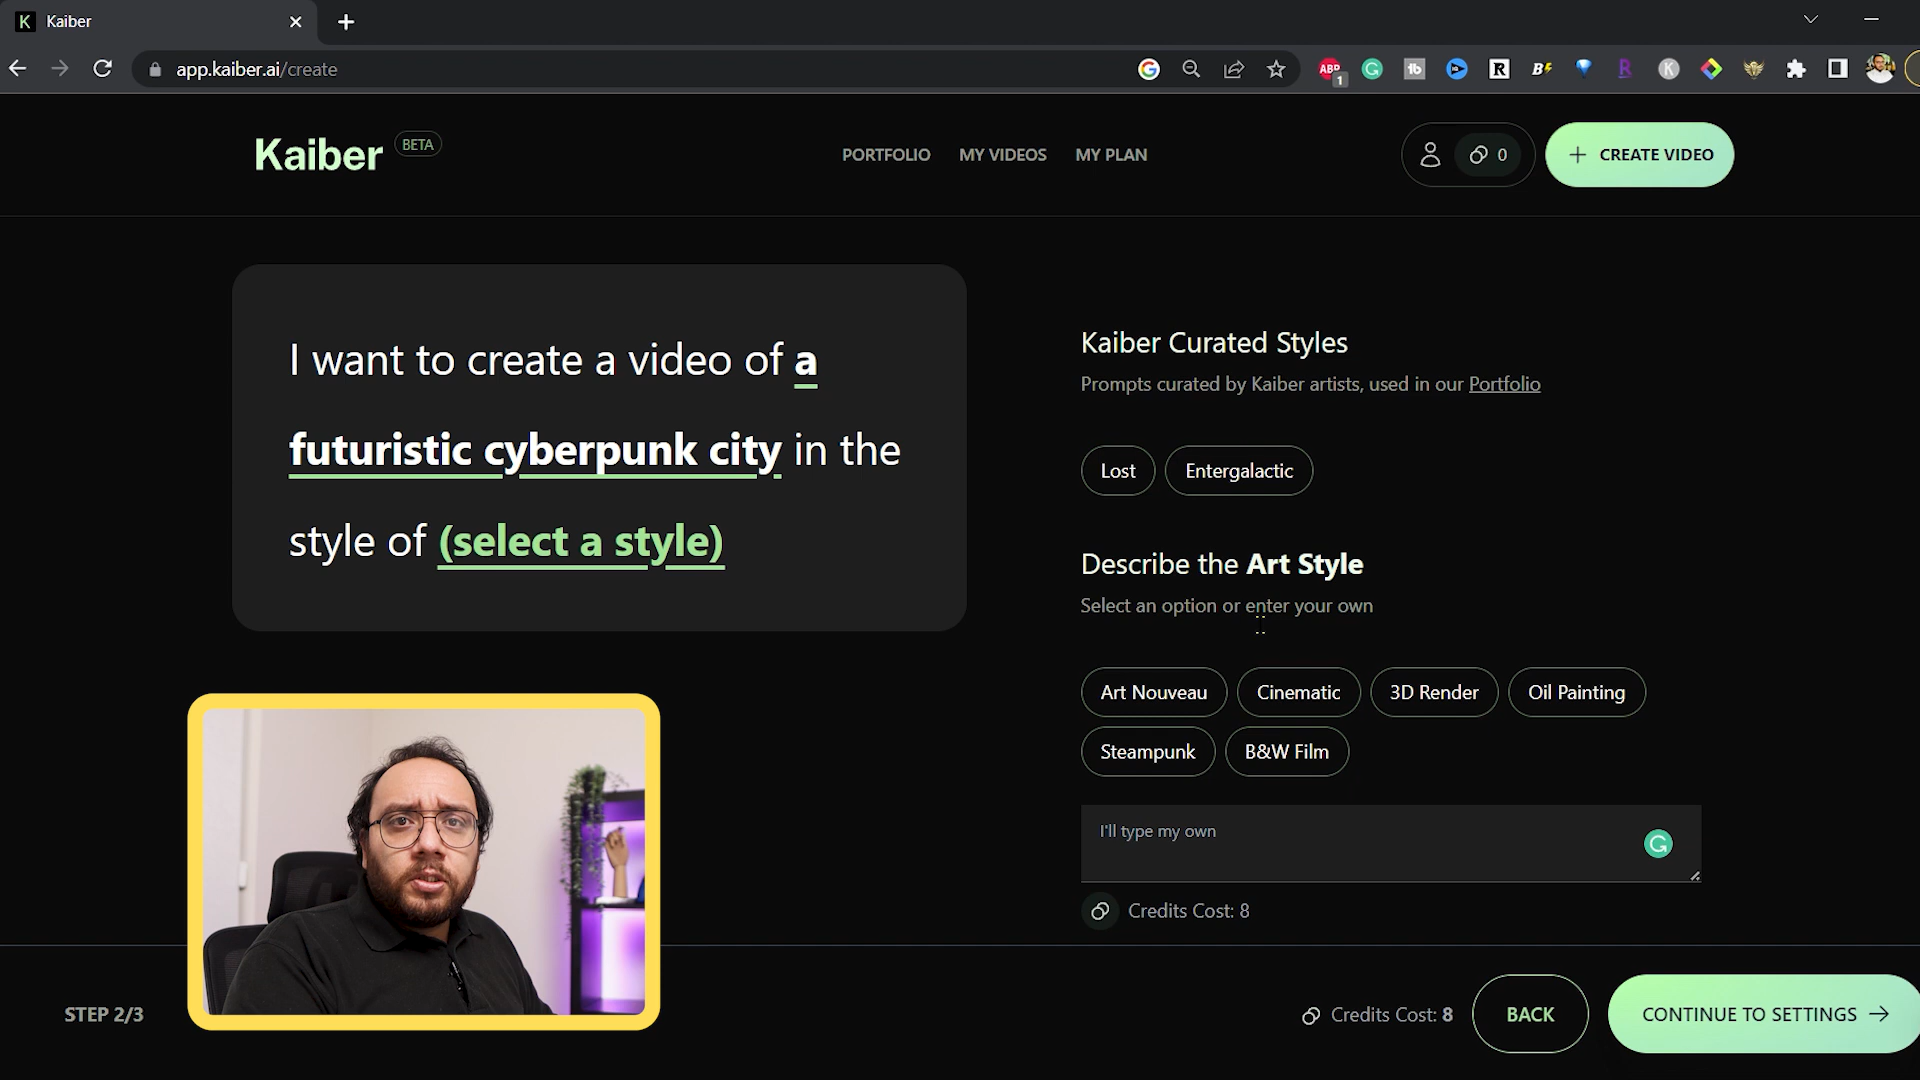 Kaiber
app.kaiber.ai/create
ABP
1
tb
R
B
R
K
Kaiber BETA
PORTFOLIO
MY VIDEOS
MY PLAN
0
+ CREATE VIDEO
I want to create a video of a
futuristic cyberpunk city in the
style of (select a style)
Kaiber Curated Styles
Prompts curated by Kaiber artists, used in our Portfolio
Lost
Entergalactic
Describe the Art Style
Select an option or enter your own
Art Nouveau
Cinematic
3D Render
Oil Painting
Steampunk
B&W Film
I'll type my own
Credits Cost: 8
STEP 2/3
Credits Cost: 8
BACK
CONTINUE TO SETTINGS →